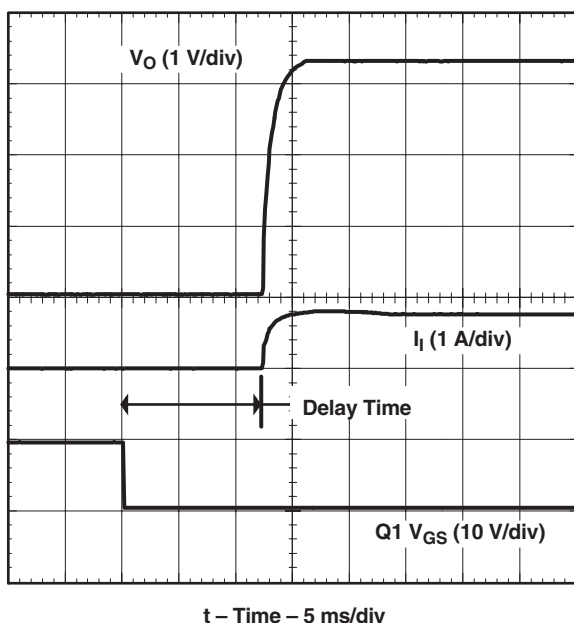 V_O (1 V/div)
I_I (1 A/div)
Delay Time
Q1 V_GS (10 V/div)
t – Time – 5 ms/div